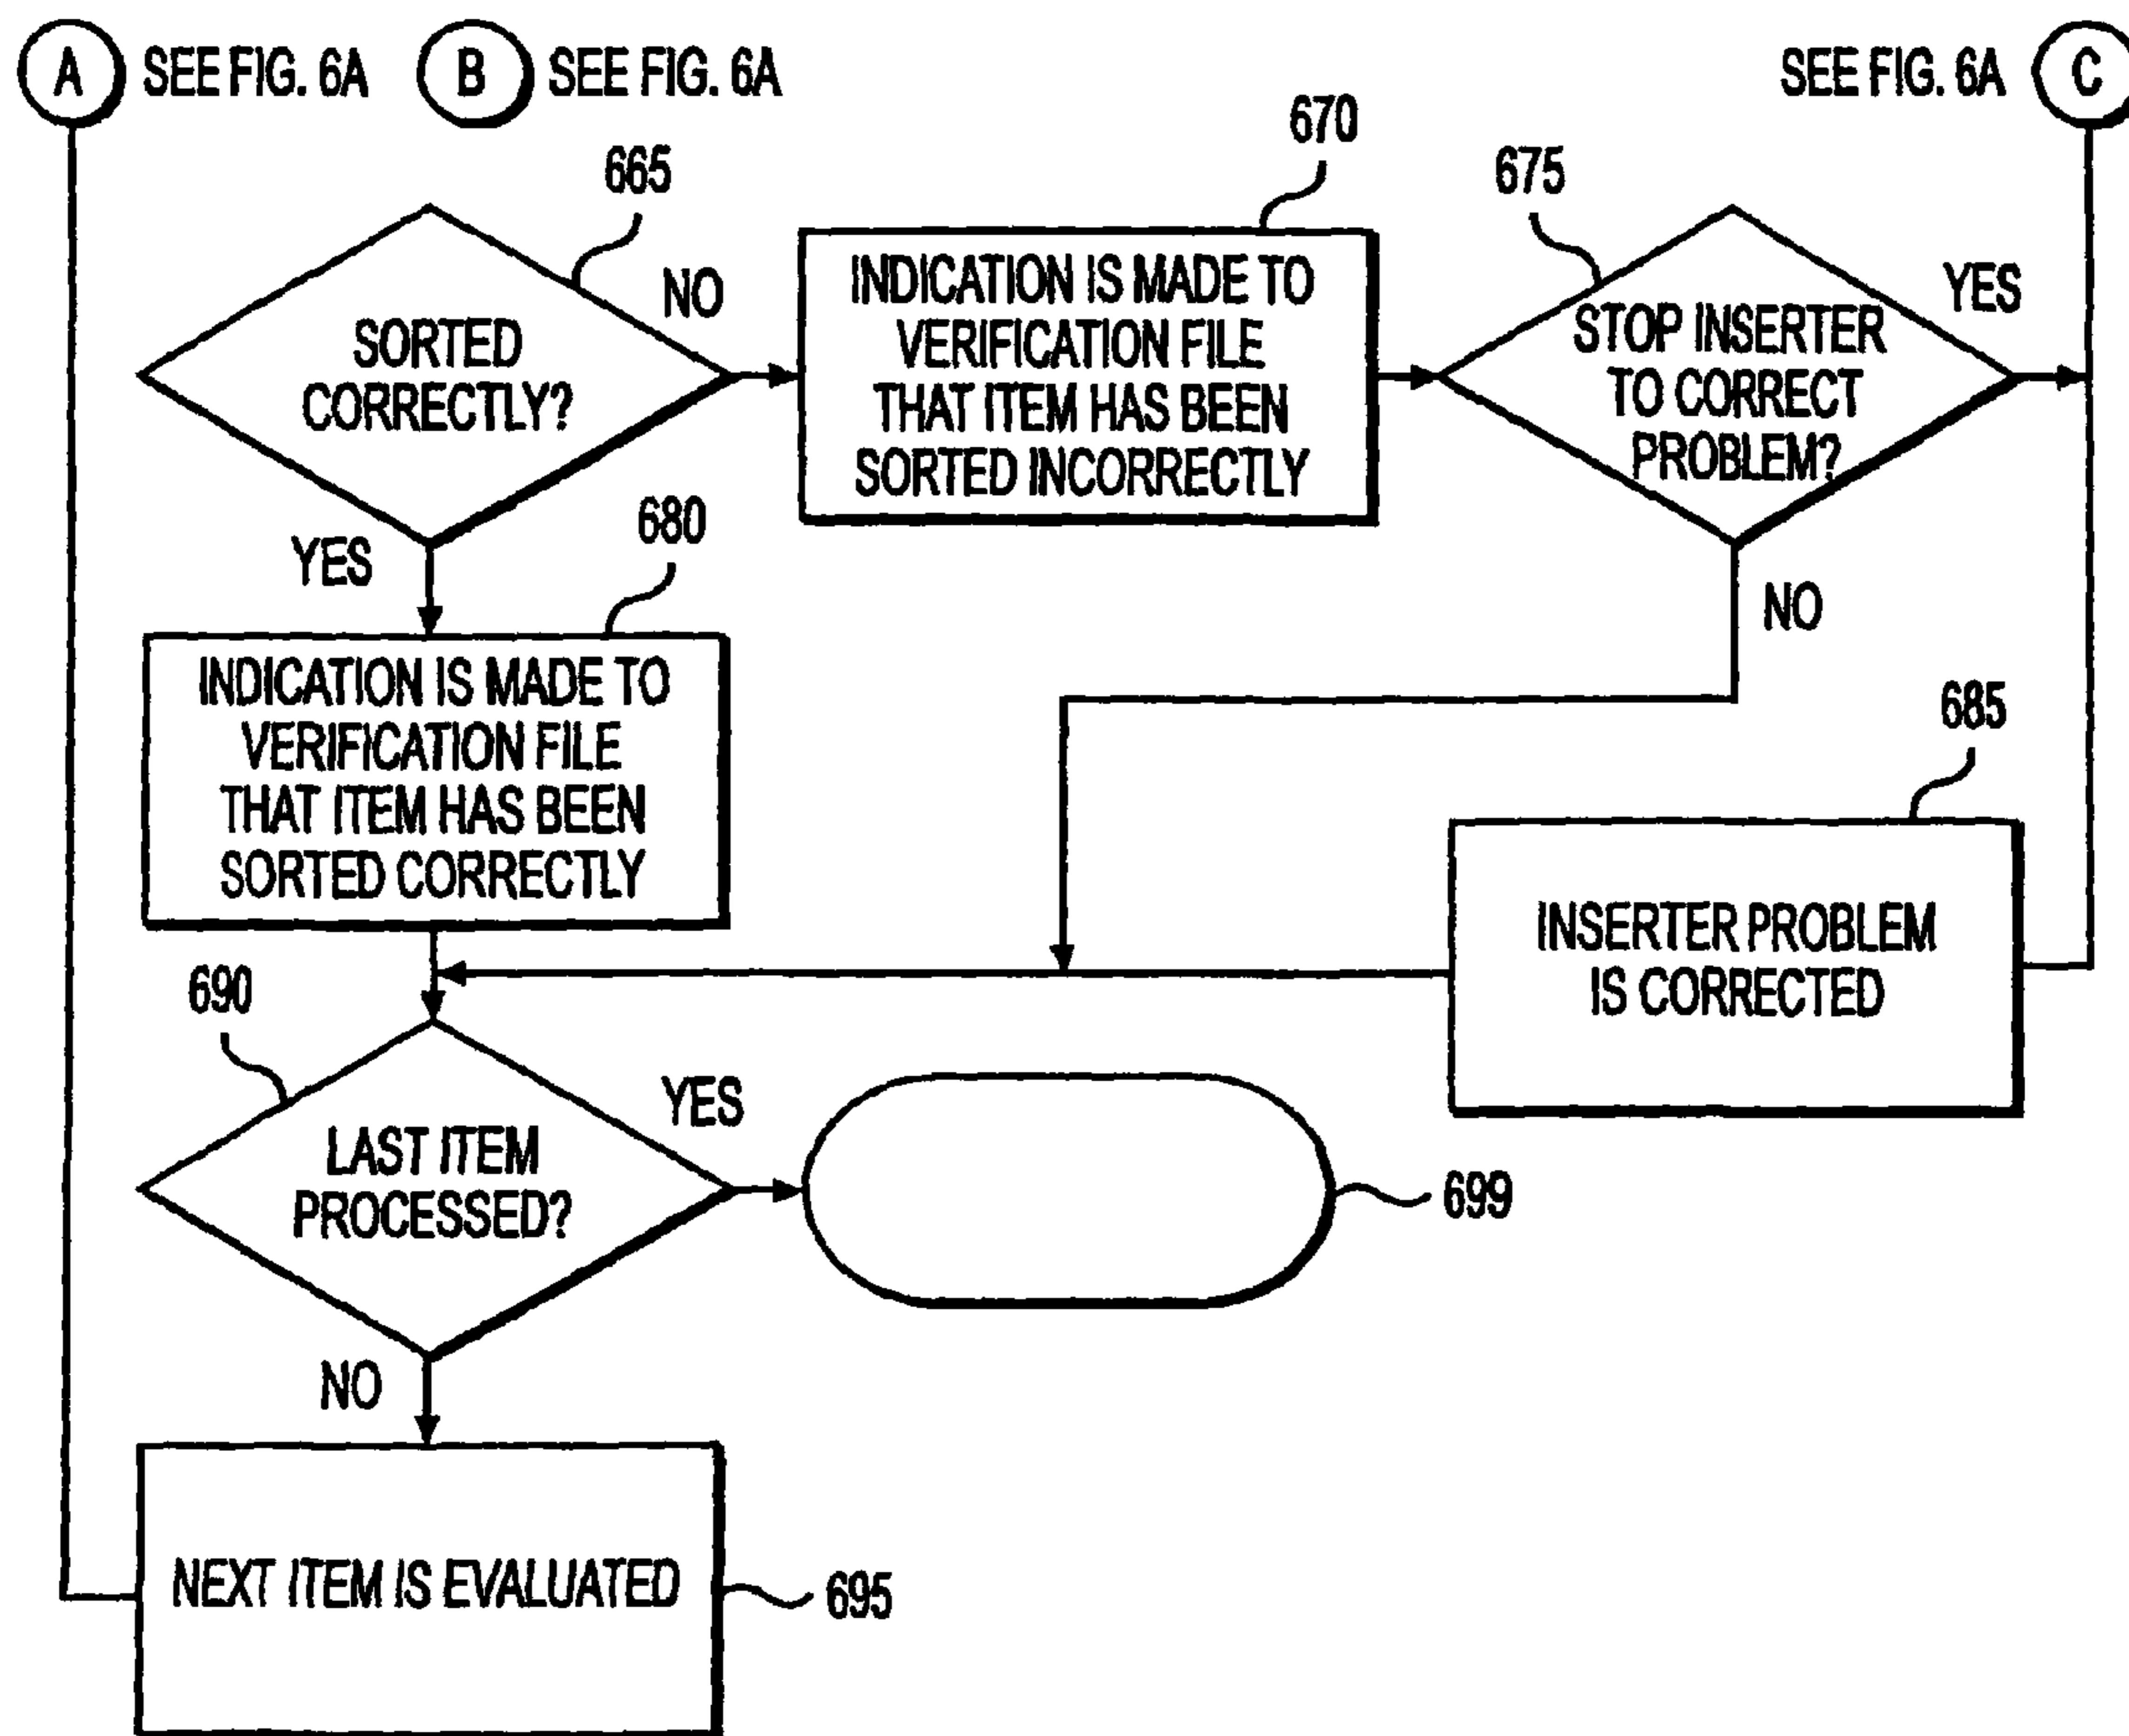 A SEE FIG. 6A B SEE FIG. 6A SEE FIG. 6A C
665
670
675
SORTED
CORRECTLY?
NO
INDICATION IS MADE TO
VERIFICATION FILE
THAT ITEM HAS BEEN
SORTED INCORRECTLY
STOP INSERTER
TO CORRECT
PROBLEM?
YES
YES
680
NO
INDICATION IS MADE TO
VERIFICATION FILE
THAT ITEM HAS BEEN
SORTED CORRECTLY
685
INSERTER PROBLEM
IS CORRECTED
690
LAST ITEM
PROCESSED?
YES
699
NO
NEXT ITEM IS EVALUATED
695